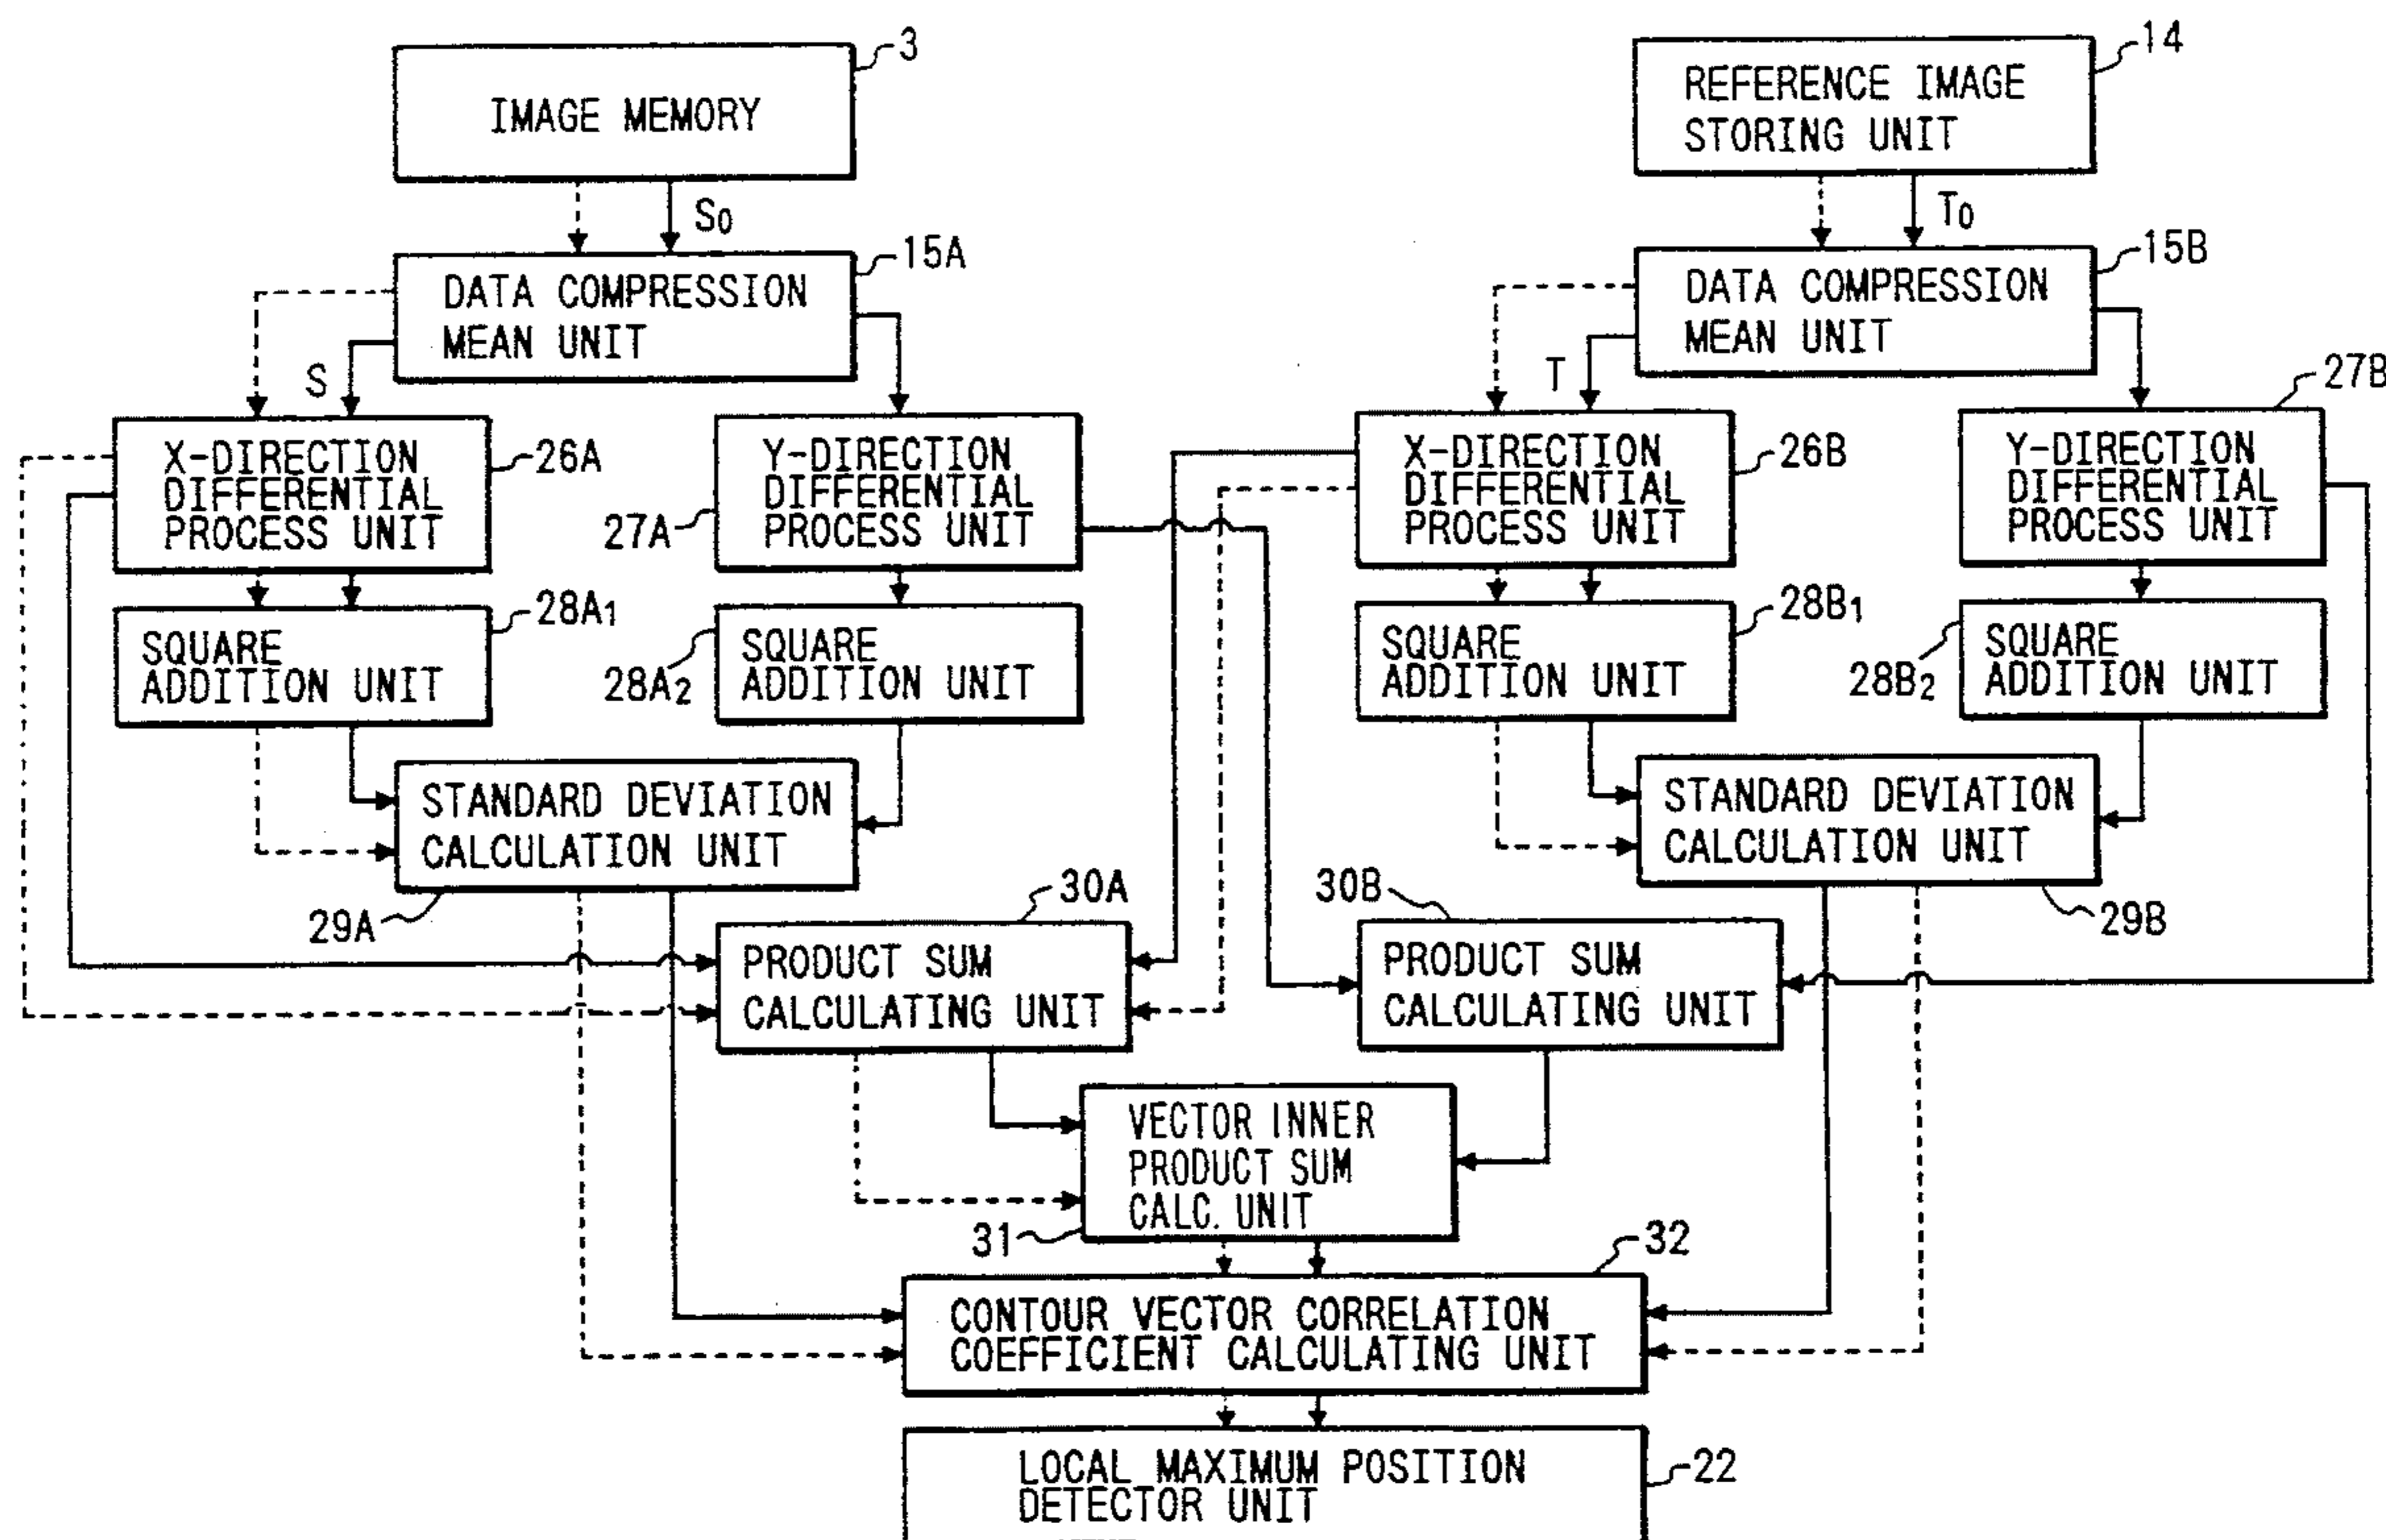 3
IMAGE MEMORY
14
REFERENCE IMAGE
STORING UNIT
S0
T0
15A
DATA COMPRESSION
MEAN UNIT
15B
DATA COMPRESSION
MEAN UNIT
S
T
27B
X-DIRECTION
DIFFERENTIAL
PROCESS UNIT
26A
Y-DIRECTION
DIFFERENTIAL
PROCESS UNIT
27A
X-DIRECTION
DIFFERENTIAL
PROCESS UNIT
26B
Y-DIRECTION
DIFFERENTIAL
PROCESS UNIT
28A1
SQUARE
ADDITION UNIT
28A2
SQUARE
ADDITION UNIT
28B1
SQUARE
ADDITION UNIT
28B2
SQUARE
ADDITION UNIT
STANDARD DEVIATION
CALCULATION UNIT
29A
STANDARD DEVIATION
CALCULATION UNIT
29B
30A
PRODUCT SUM
CALCULATING UNIT
30B
PRODUCT SUM
CALCULATING UNIT
VECTOR INNER
PRODUCT SUM
CALC. UNIT
31
32
CONTOUR VECTOR CORRELATION
COEFFICIENT CALCULATING UNIT
LOCAL MAXIMUM POSITION
DETECTOR UNIT
22